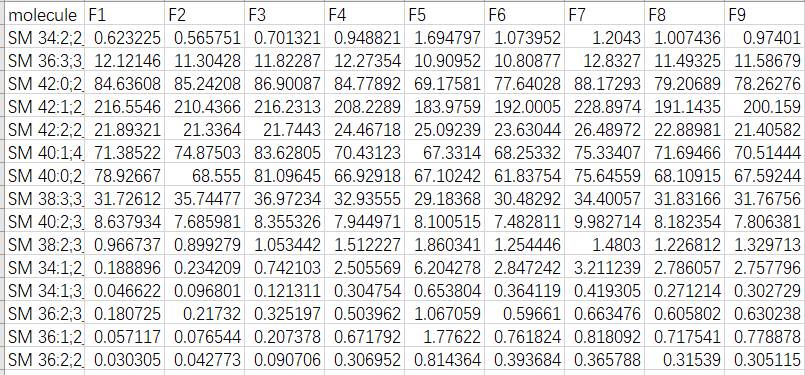 molecule F1 F2 F3 F4 F5 F6 F7 F8 F9
SM 34:2;2 0.623225 0.565751 0.701321 0.948821 1.694797 1.073952 1.2043 1.007436 0.97401
SM 36:3;3 12.12146 11.30428 11.82287 12.27354 10.90952 10.80877 12.8327 11.49325 11.58679
SM 42:0;2 84.63608 85.24208 86.90087 84.77892 69.17581 77.64028 88.17293 79.20689 78.26276
SM 42:1;2 216.5546 210.4366 216.2313 208.2289 183.9759 192.0005 228.8974 191.1435 200.159
SM 42:2;2 21.89321 21.3364 21.7443 24.46718 25.09239 23.63044 26.48972 22.88981 21.40582
SM 40:1;4 71.38522 74.87503 83.62805 70.43123 67.3314 68.25332 75.33407 71.69466 70.51444
SM 40:0;2 78.92667 68.555 81.09645 66.92918 67.10242 61.83754 75.64559 68.10915 67.59244
SM 38:3;3 31.72612 35.74477 36.97234 32.93555 29.18368 30.48292 34.40057 31.83166 31.76756
SM 40:2;3 8.637934 7.685981 8.355326 7.944971 8.100515 7.482811 9.982714 8.182354 7.806381
SM 38:2;3 0.966737 0.899279 1.053442 1.512227 1.860341 1.254446 1.4803 1.226812 1.329713
SM 34:1;2 0.188896 0.234209 0.742103 2.505569 6.204278 2.847242 3.211239 2.786057 2.757796
SM 34:1;3 0.046622 0.096801 0.121311 0.304754 0.653804 0.364119 0.419305 0.271214 0.302729
SM 36:2;3 0.180725 0.21732 0.325197 0.503962 1.067059 0.59661 0.663476 0.605802 0.630238
SM 36:1;2 0.057117 0.076544 0.207378 0.671792 1.77622 0.761824 0.818092 0.717541 0.778878
SM 36:2;2 0.030305 0.042773 0.090706 0.306952 0.814364 0.393684 0.365788 0.31539 0.305115